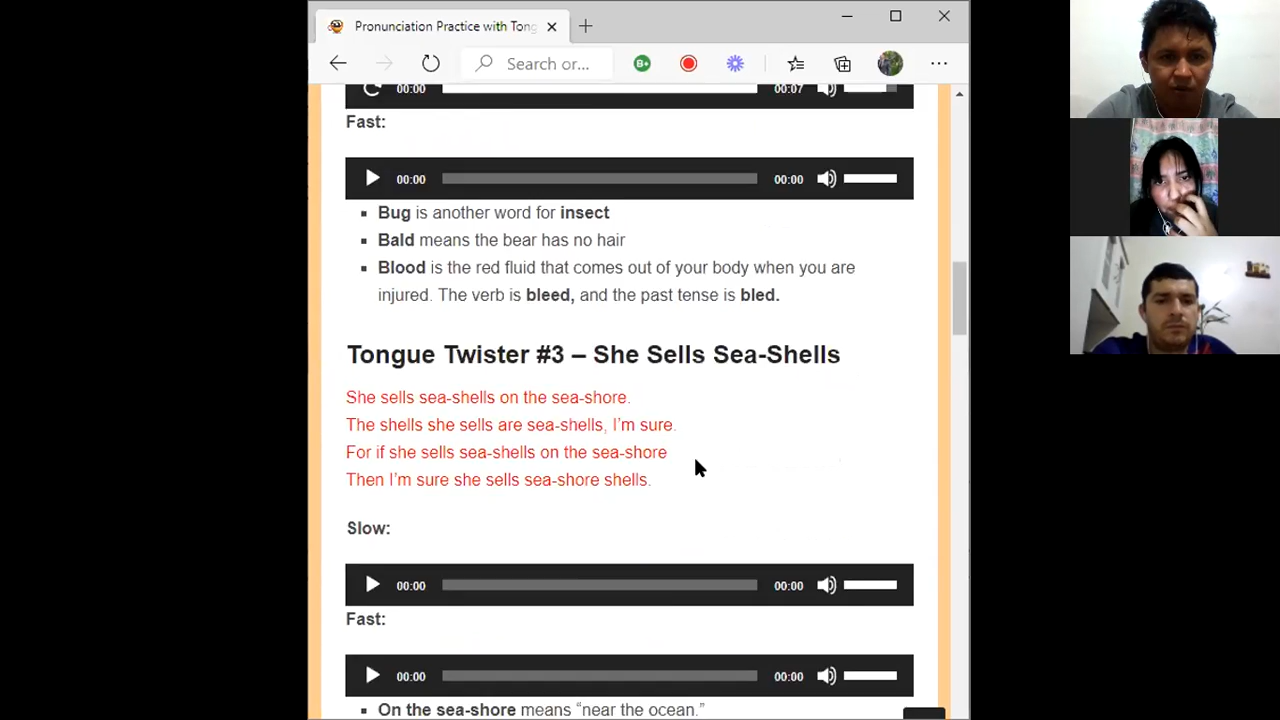 Pronunciation Practice with Tong
Search or...
B+
00:00 00:07
Fast:
00:00 00:00
▪ Bug is another word for insect
▪ Bald means the bear has no hair
▪ Blood is the red fluid that comes out of your body when you are
injured. The verb is bleed, and the past tense is bled.
Tongue Twister #3 – She Sells Sea-Shells
She sells sea-shells on the sea-shore.
The shells she sells are sea-shells, I’m sure.
For if she sells sea-shells on the sea-shore
Then I’m sure she sells sea-shore shells.
Slow:
00:00 00:00
Fast:
00:00 00:00
▪ On the sea-shore means “near the ocean.”